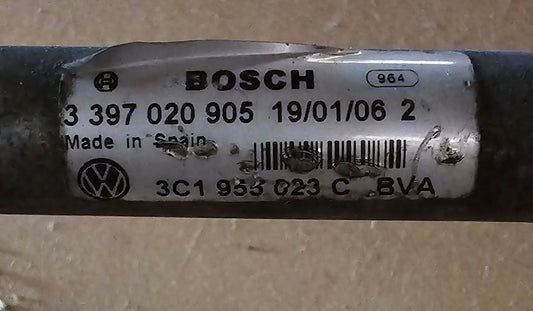 BOSCH 964
3 397 020 905 19/01/06 2
Made in Spain
3C1 955 023 C BVA